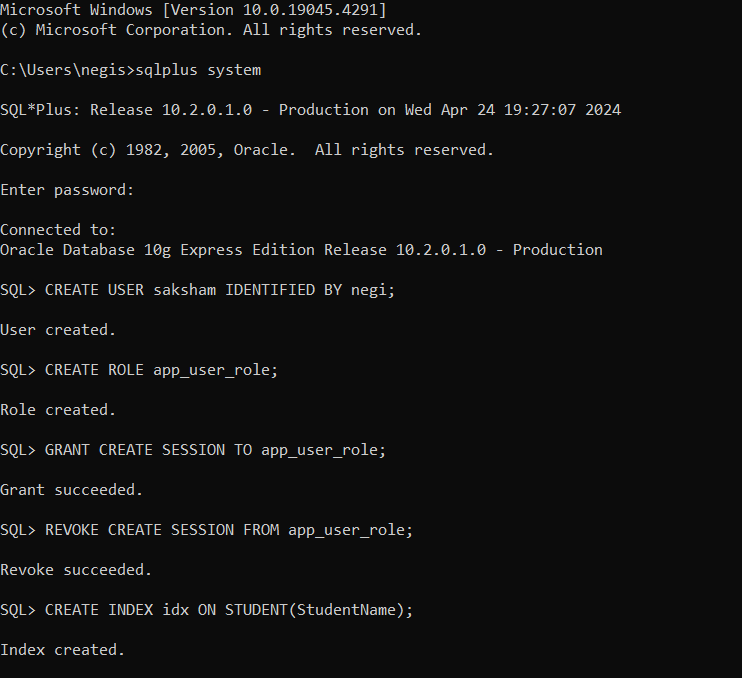 Microsoft Windows [Version 10.0.19045.4291]
(c) Microsoft Corporation. All rights reserved.
C:\Users\negis>sqlplus system
SQL*Plus: Release 10.2.0.1.0 - Production on Wed Apr 24 19:27:07 2024
Copyright (c) 1982, 2005, Oracle.  All rights reserved.
Enter password:
Connected to:
Oracle Database 10g Express Edition Release 10.2.0.1.0 - Production
SQL> CREATE USER saksham IDENTIFIED BY negi;
User created.
SQL> CREATE ROLE app_user_role;
Role created.
SQL> GRANT CREATE SESSION TO app_user_role;
Grant succeeded.
SQL> REVOKE CREATE SESSION FROM app_user_role;
Revoke succeeded.
SQL> CREATE INDEX idx ON STUDENT(StudentName);
Index created.